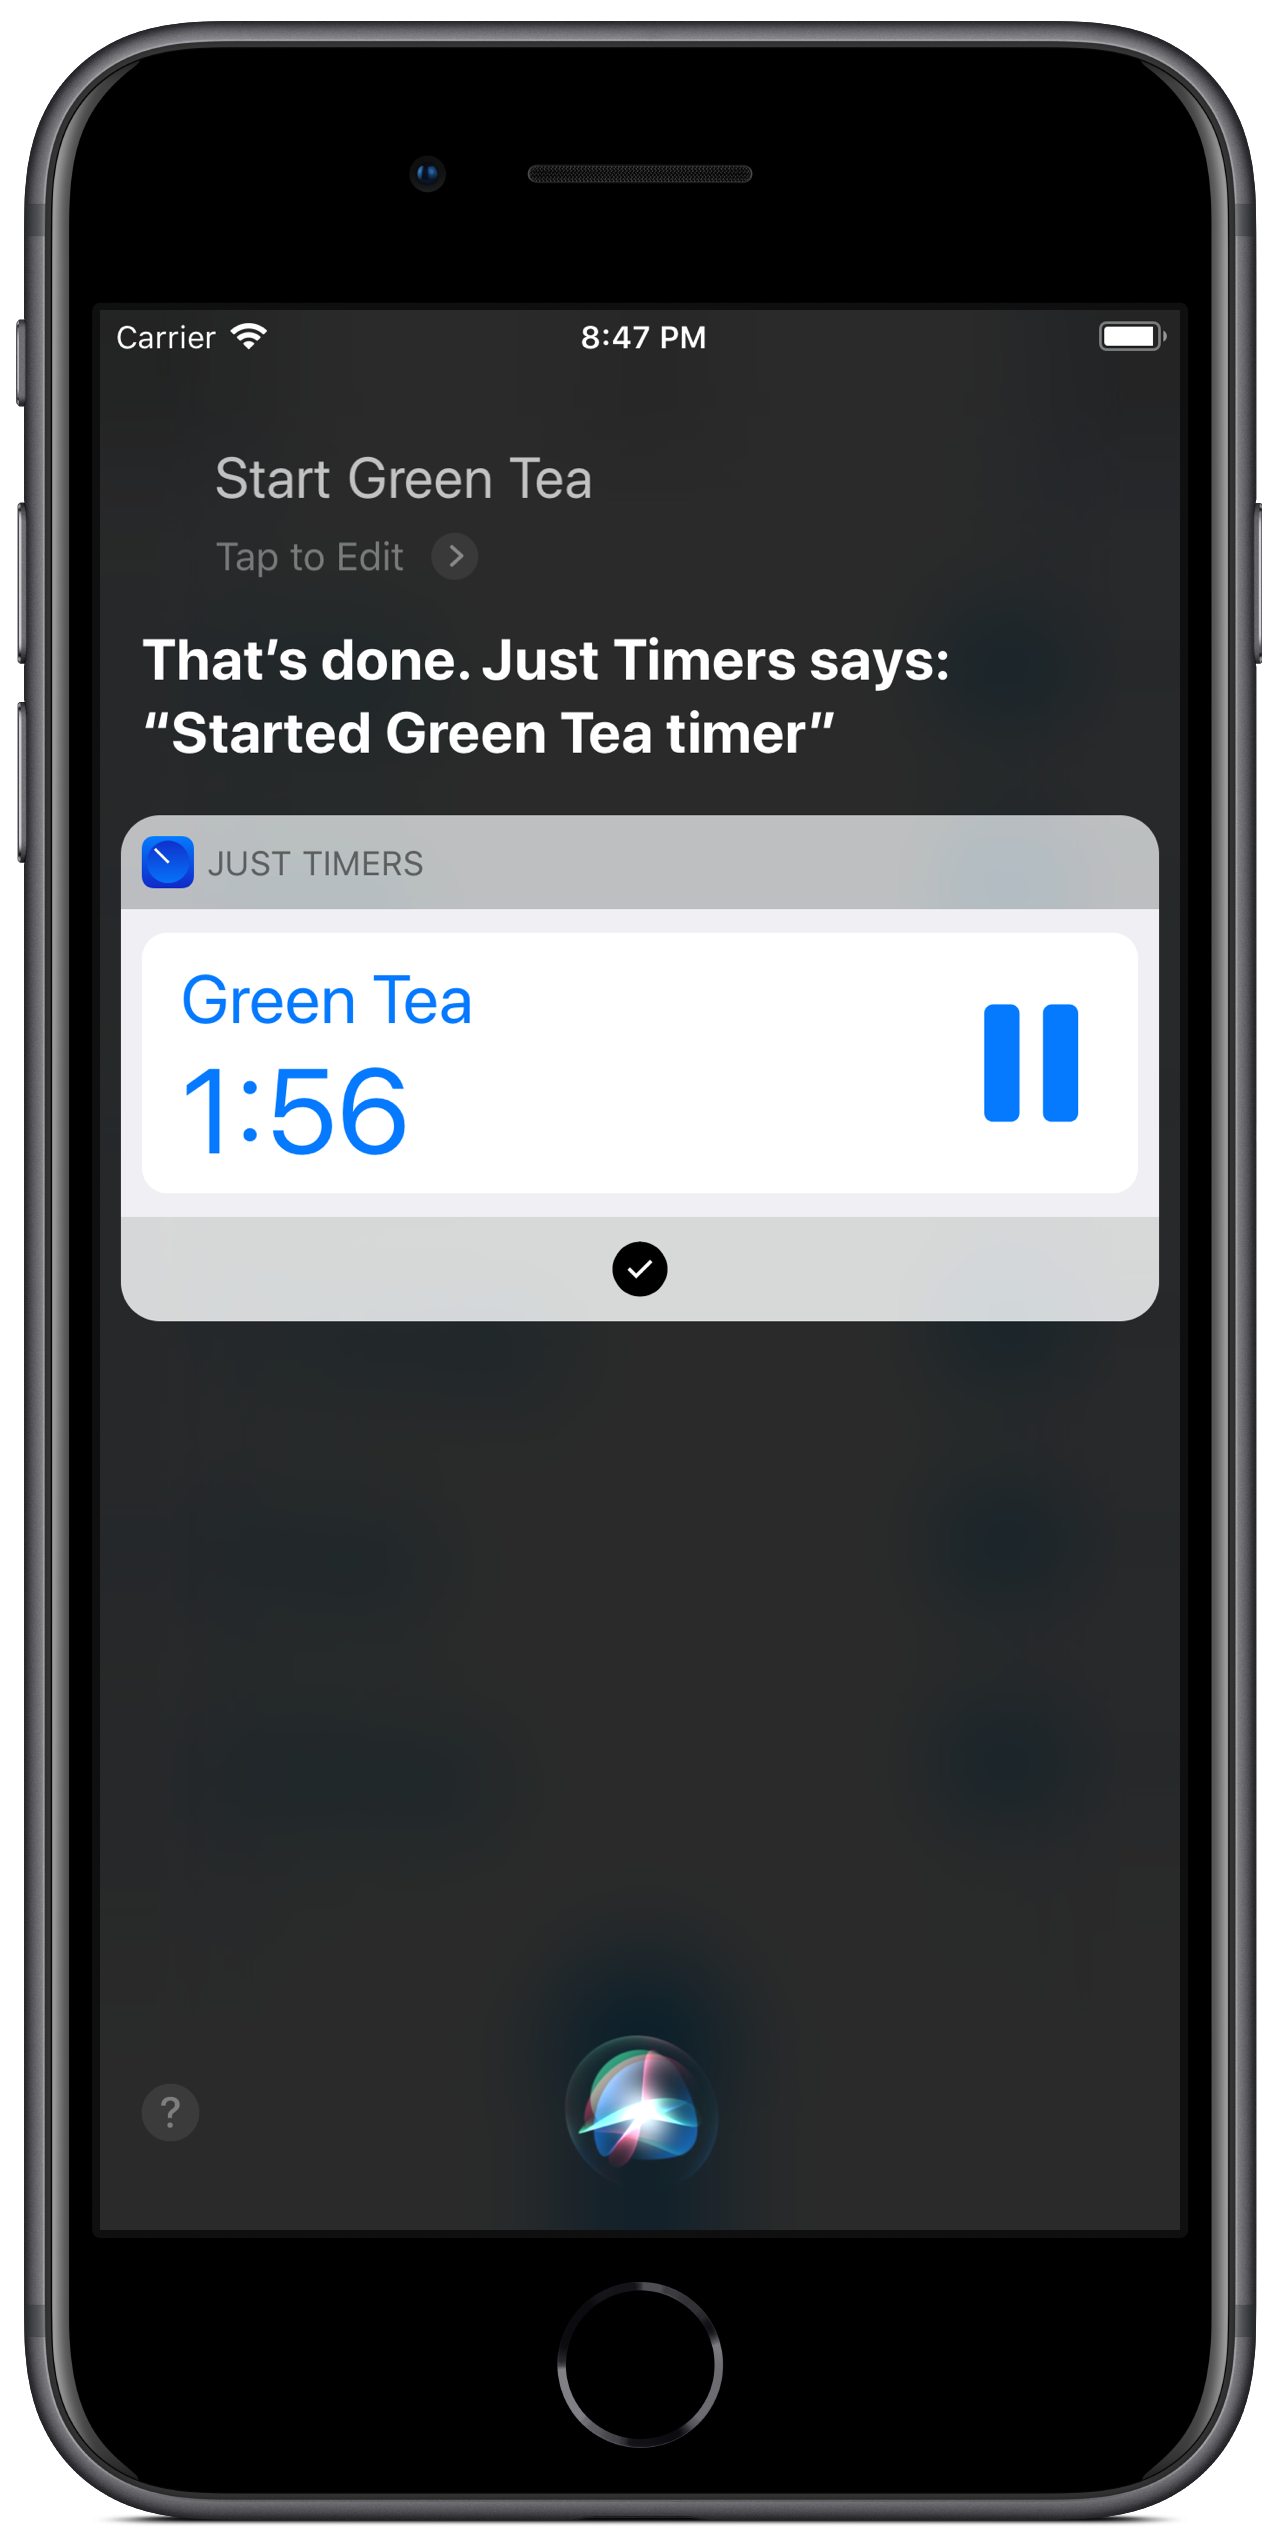 Carrier 8:47 PM
Start Green Tea
Tap to Edit
That’s done. Just Timers says:
“Started Green Tea timer”
JUST TIMERS
Green Tea
1:56
?